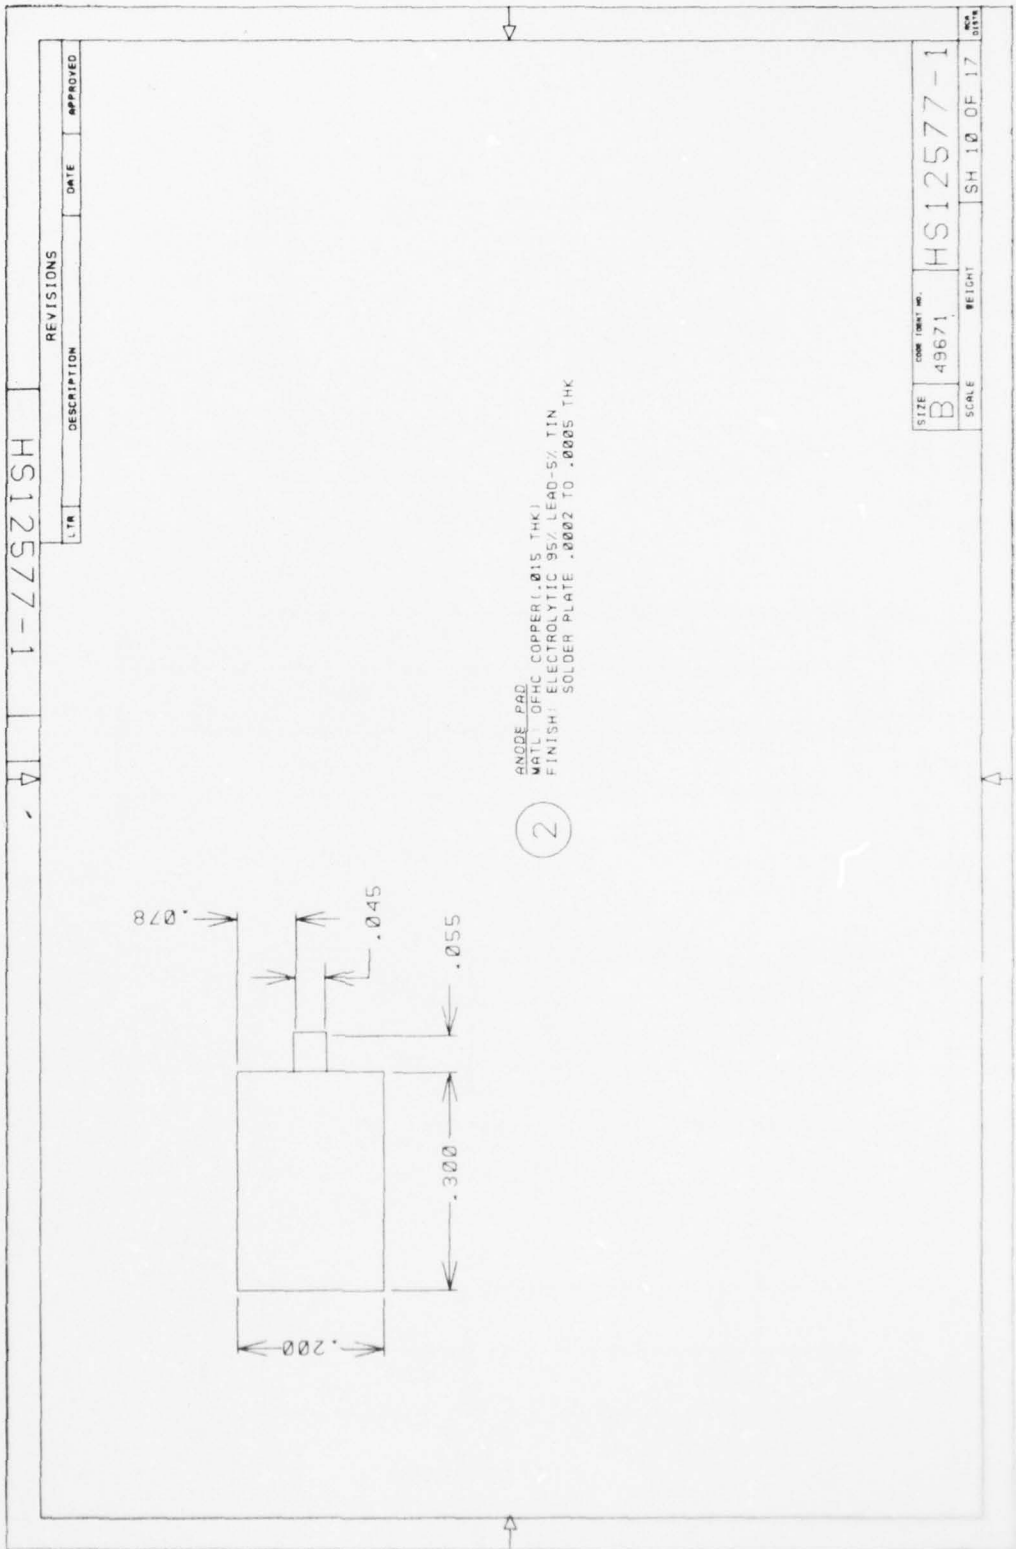 HS12577-1
REVISIONS
LTR DESCRIPTION DATE APPROVED
.078
.045
.055
.300
.200
2
ANODE PAD
MATL: OFHC COPPER(.015 THK)
FINISH: ELECTROLYTIC 95% LEAD-5% TIN
SOLDER PLATE .0002 TO .0005 THK
SIZE
B
CODE IDENT NO.
49671
HS12577-1
SCALE
WEIGHT
SH 10 OF 17